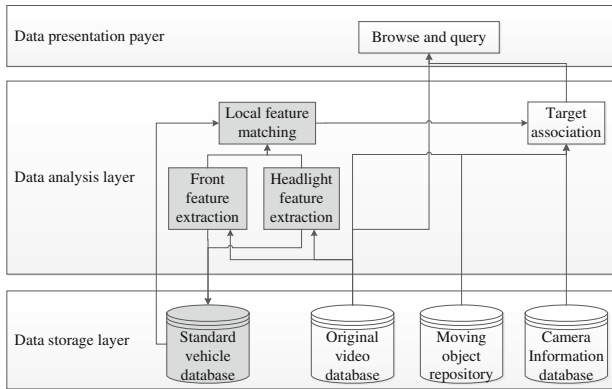 Data presentation payer
Browse and query
Local feature
matching
Target
association
Data analysis layer
Front
feature
extraction
Headlight
feature
extraction
Data storage layer
Standard
vehicle
database
Original
video
database
Moving
object
repository
Camera
Information
database